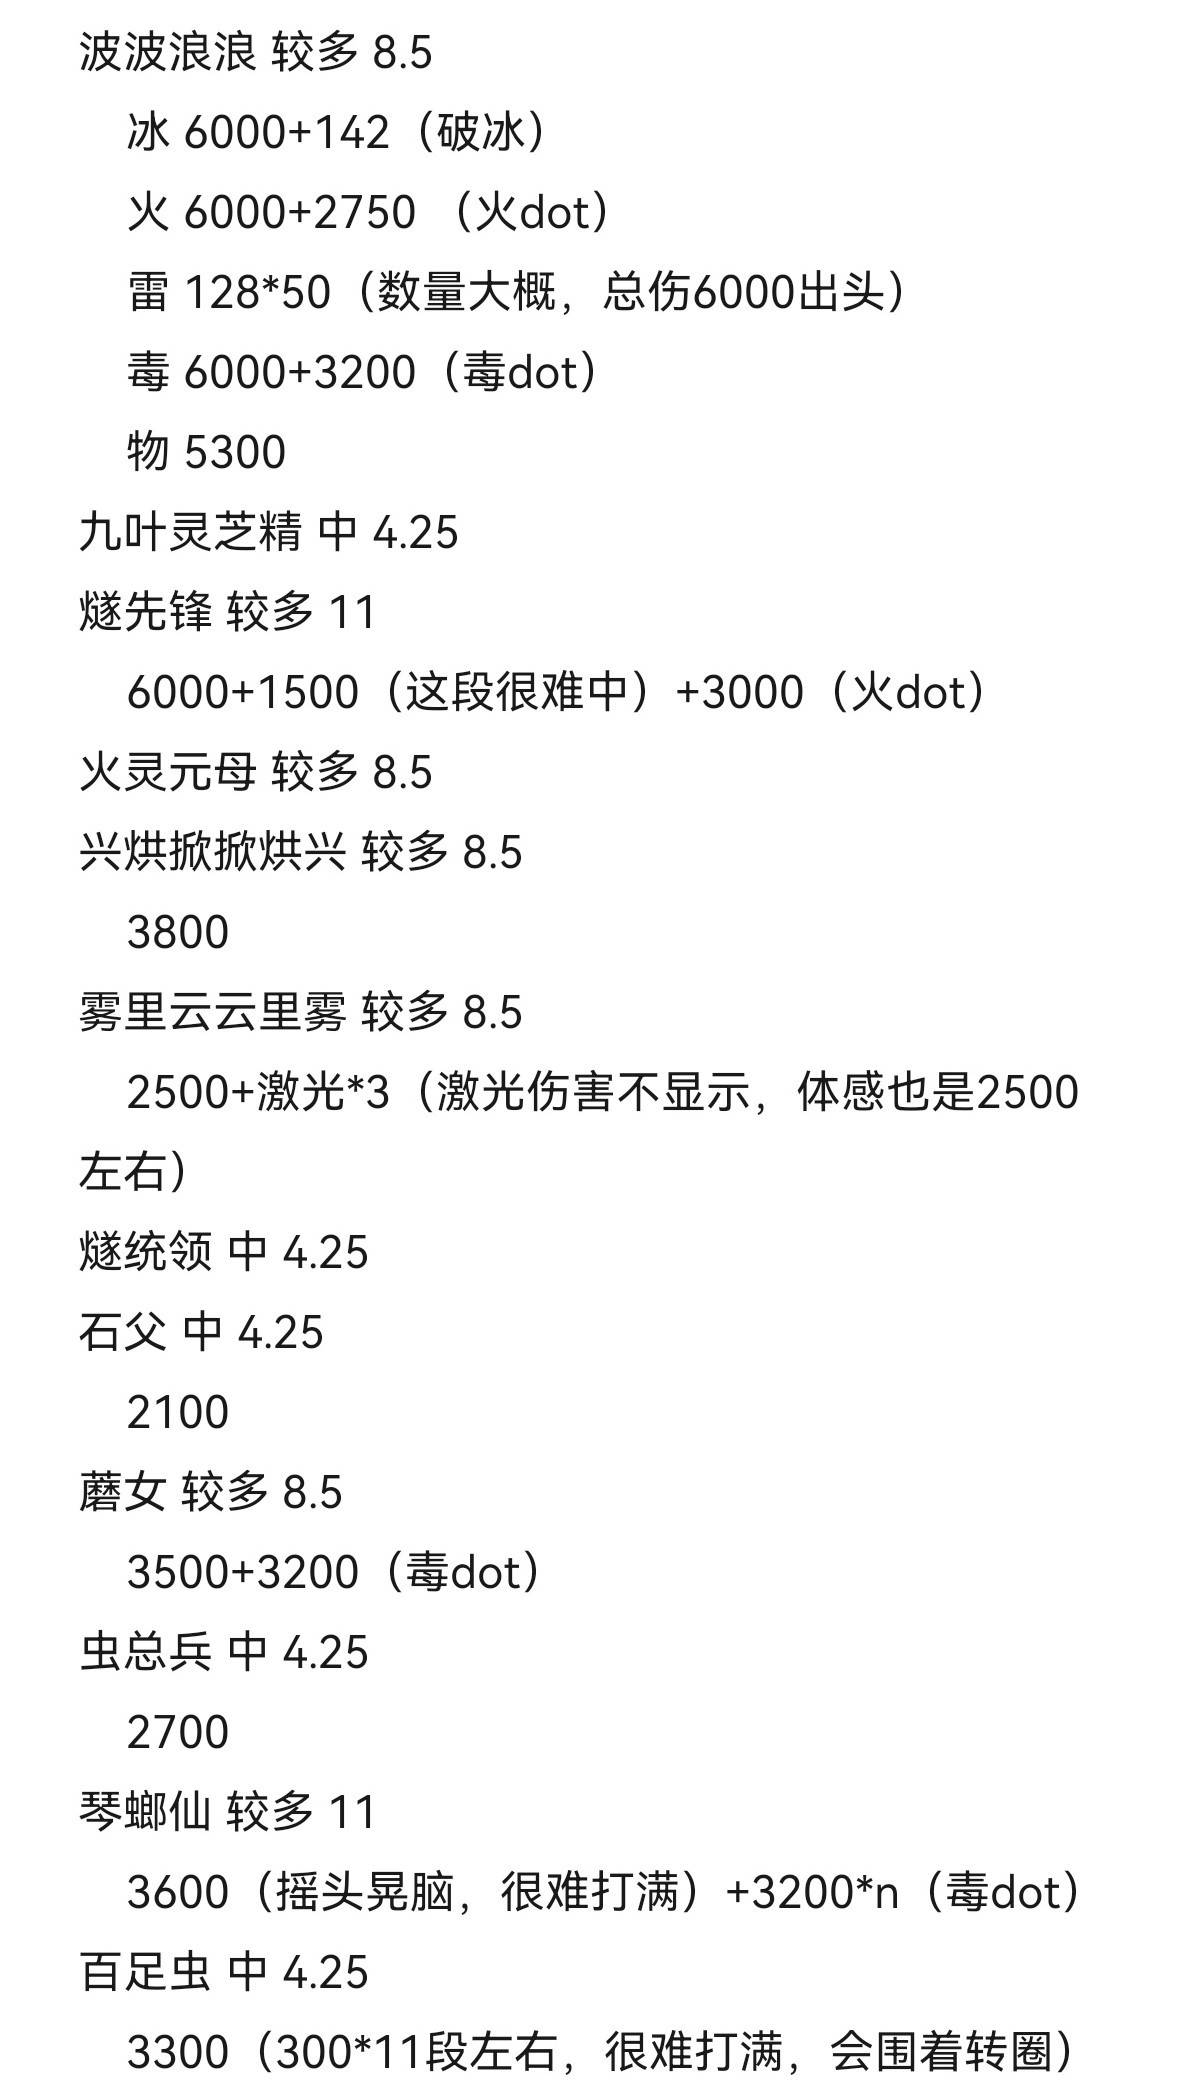 波波浪浪 较多 8.5
冰 6000+142（破冰）
火 6000+2750 （火dot）
雷 128*50（数量大概，总伤6000出头）
毒 6000+3200（毒dot）
物 5300
九叶灵芝精 中 4.25
燧先锋 较多 11
6000+1500（这段很难中）+3000（火dot）
火灵元母 较多 8.5
兴烘掀掀烘兴 较多 8.5
3800
雾里云云里雾 较多 8.5
2500+激光*3（激光伤害不显示，体感也是2500
左右）
燧统领 中 4.25
石父 中 4.25
2100
蘑女 较多 8.5
3500+3200（毒dot）
虫总兵 中 4.25
2700
琴螂仙 较多 11
3600（摇头晃脑，很难打满）+3200*n（毒dot）
百足虫 中 4.25
3300（300*11段左右，很难打满，会围着转圈）